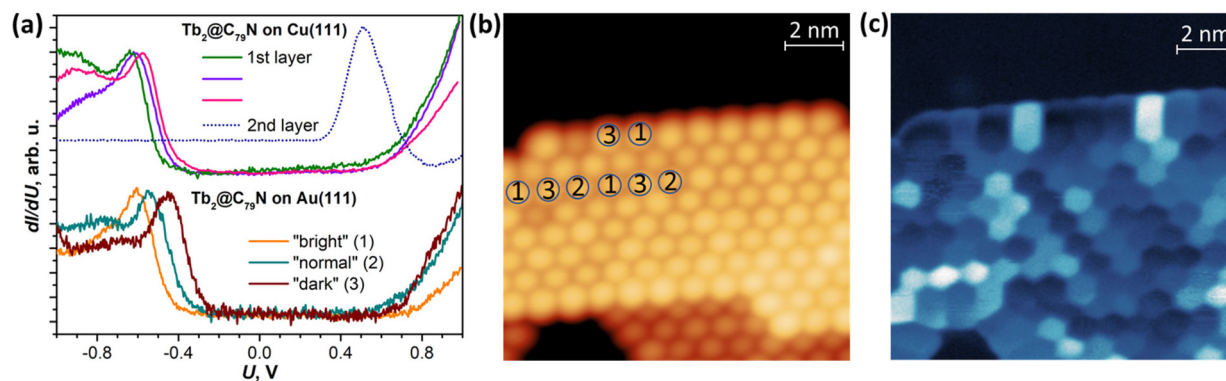 (a)
Tb₂@C₇₉N on Cu(111)
1st layer
2nd layer
Tb₂@C₇₉N on Au(111)
"bright" (1)
"normal" (2)
"dark" (3)
dI/dU, arb. u.
-0.8 -0.4 0.0 0.4 0.8
U, V
(b)
2 nm
3 1
1 3 2 1 3 2
(c)
2 nm